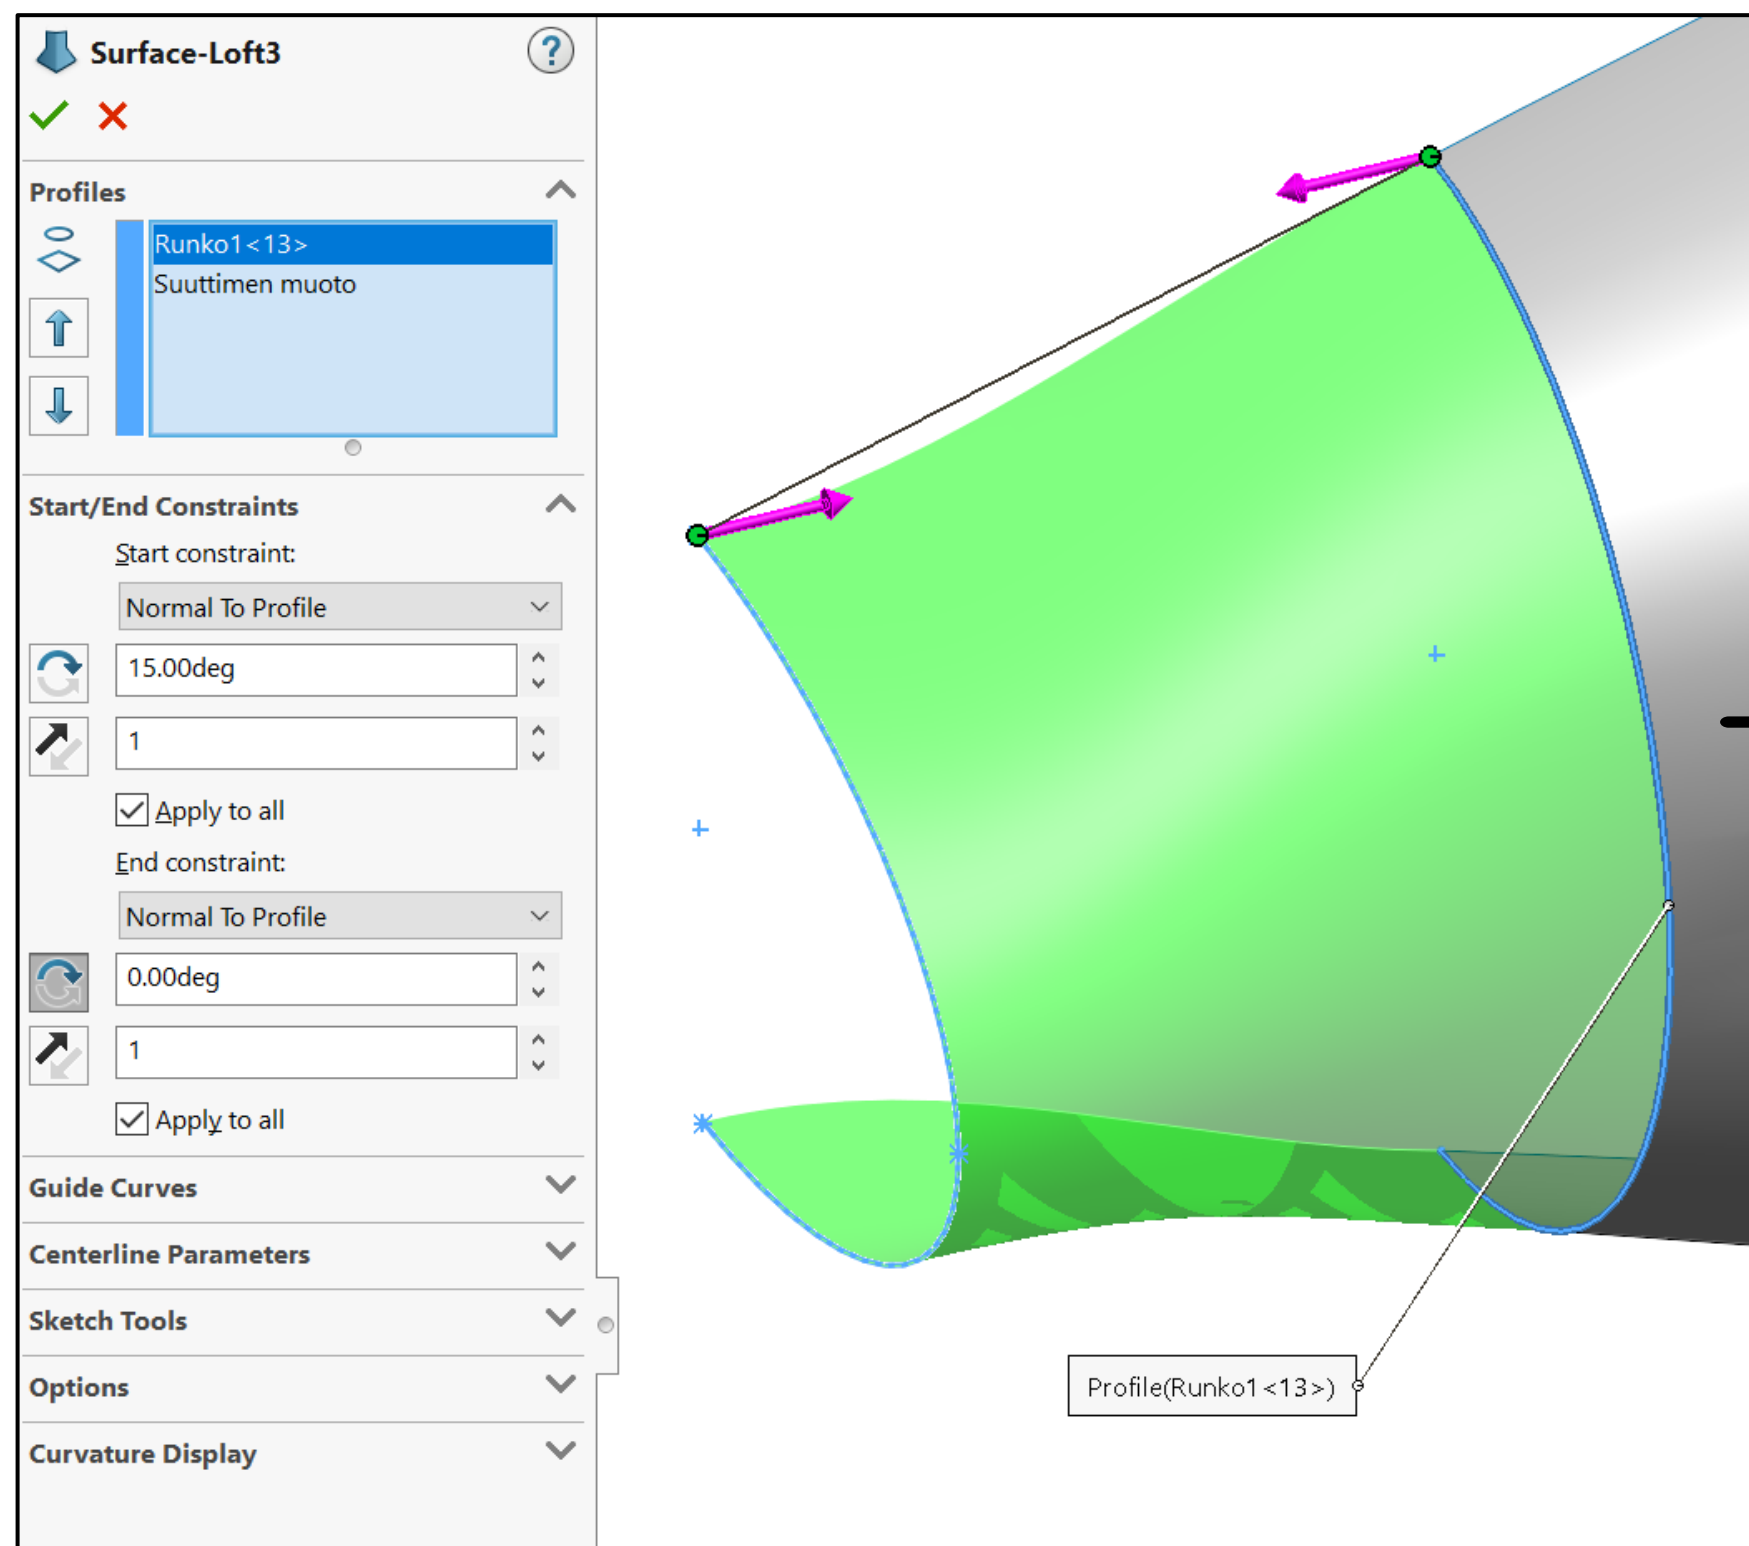 Surface-Loft3
?
Profiles
Runko1<13>
Suuttimen muoto
Start/End Constraints
Start constraint:
Normal To Profile
15.00deg
1
Apply to all
End constraint:
Normal To Profile
0.00deg
1
Apply to all
Guide Curves
Centerline Parameters
Sketch Tools
Options
Curvature Display
Profile(Runko1<13>)